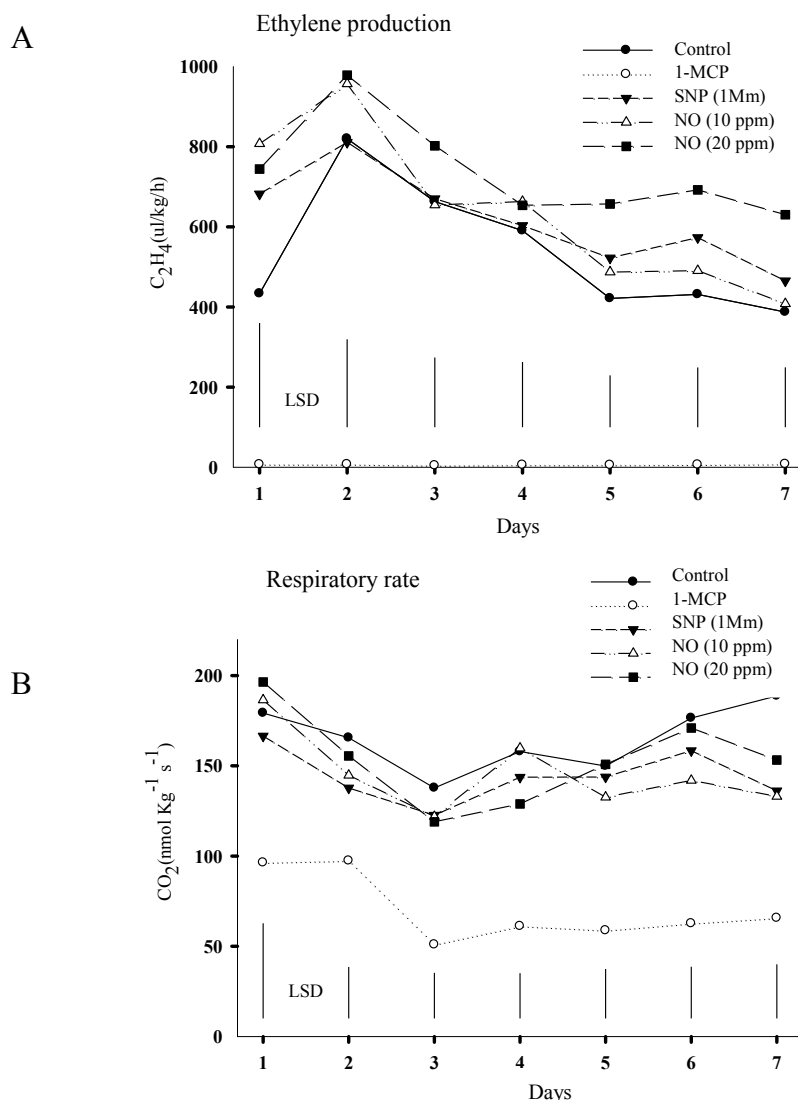 A
Ethylene production
Control
1-MCP
SNP (1Mm)
NO (10 ppm)
NO (20 ppm)
1000
800
600
400
200
0
C2H4(ul/kg/h)
LSD
1 2 3 4 5 6 7
Days
B
Respiratory rate
Control
1-MCP
SNP (1Mm)
NO (10 ppm)
NO (20 ppm)
200
150
100
50
0
CO2(nmol Kg-1 s-1)
LSD
1 2 3 4 5 6 7
Days